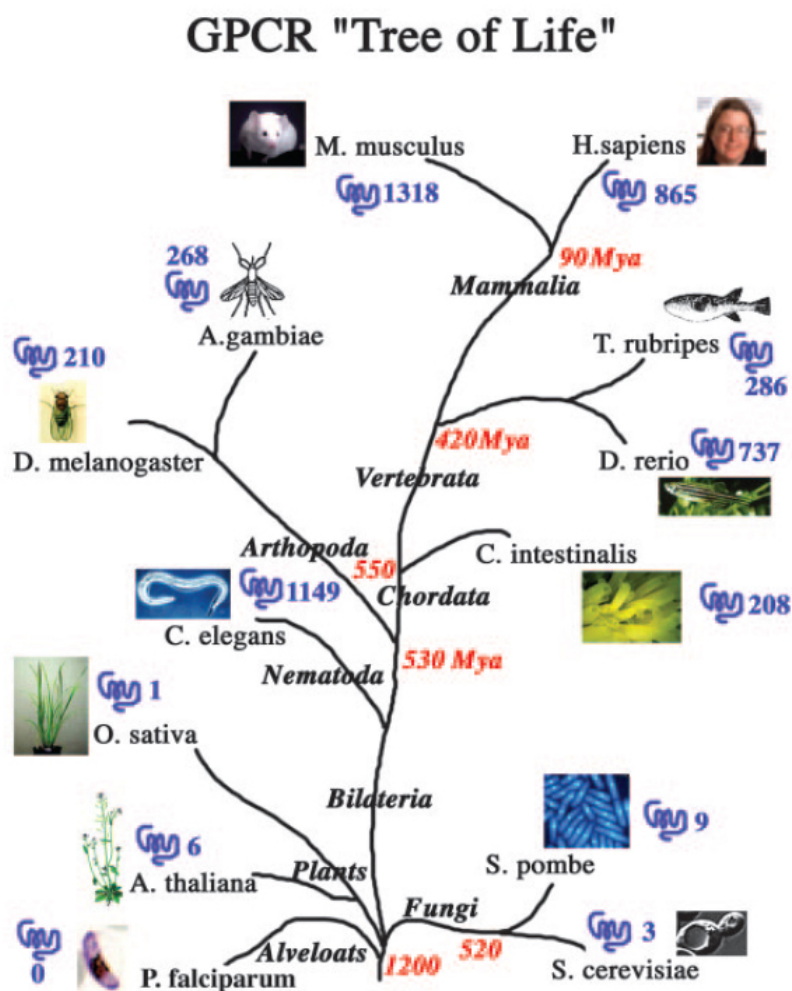 GPCR "Tree of Life"
M. musculus
H.sapiens
1318
865
90Mya
268
Mammalia
A.gambiae
T. rubripes
210
286
420Mya
D. melanogaster
D. rerio
737
Vertebrata
Arthopoda
C. intestinalis
550
1149
Chordata
208
C. elegans
530 Mya
Nematoda
1
O. sativa
Bilateria
9
6
S. pombe
Plants
A. thaliana
Fungi
3
0
Alveloats
520
1200
P. falciparum
S. cerevisiae